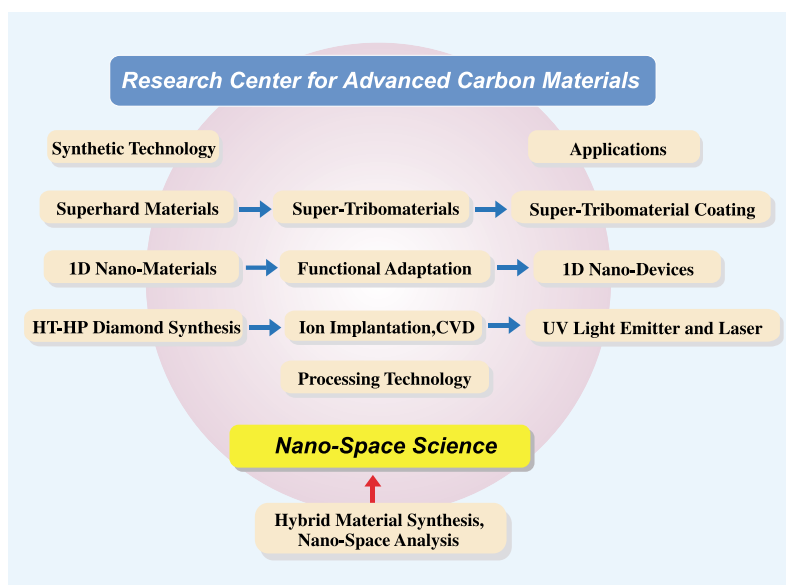 Research Center for Advanced Carbon Materials
Synthetic Technology
Applications
Superhard Materials
Super-Tribomaterials
Super-Tribomaterial Coating
1D Nano-Materials
Functional Adaptation
1D Nano-Devices
HT-HP Diamond Synthesis
Ion Implantation,CVD
UV Light Emitter and Laser
Processing Technology
Nano-Space Science
Hybrid Material Synthesis,
Nano-Space Analysis